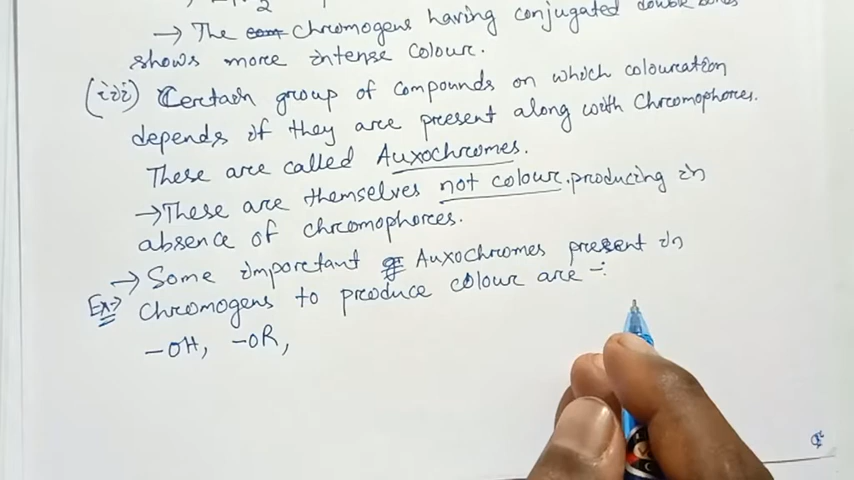 → The chromogens having conjugated double bonds
shows more intense colour.
(iii) Certain group of compounds on which colouration
depends if they are present along with chromophores.
These are called Auxochromes.
→ These are themselves not colour producing in
absence of chromophores.
→ Some important Auxochromes present in
Ex→ chromogens to produce colour are -:
-OH, -OR,